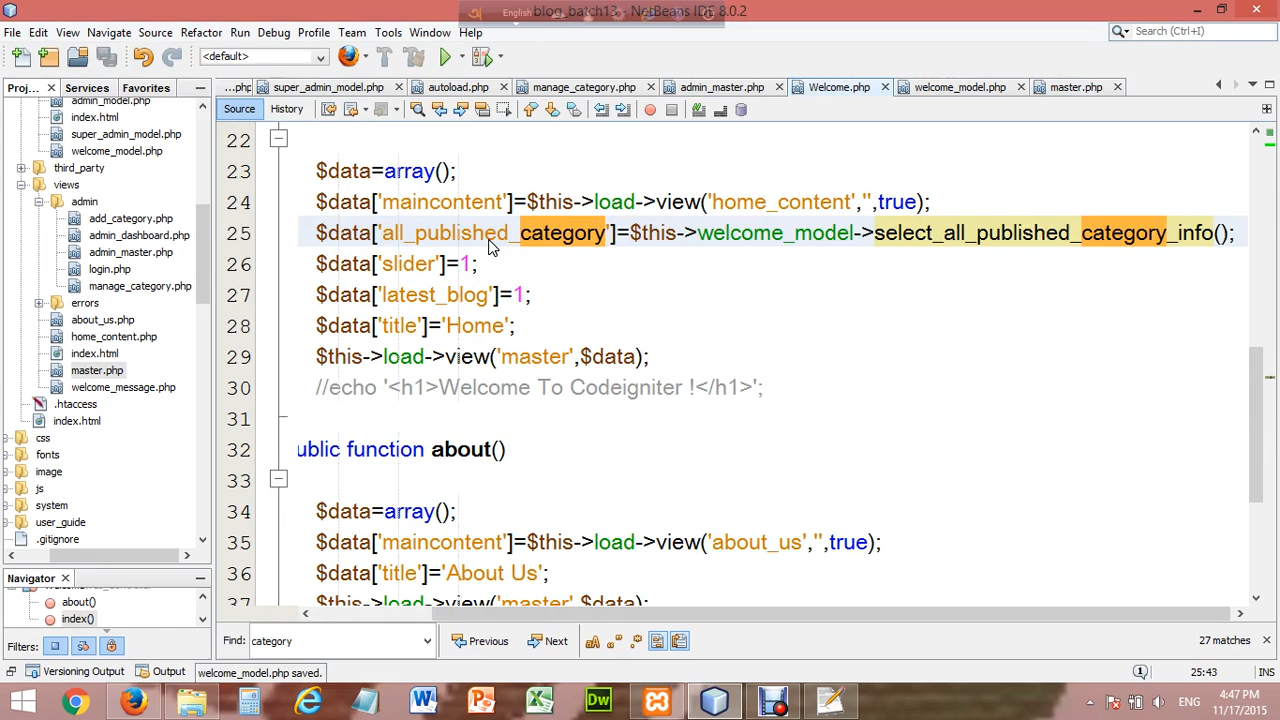 English
blog_batch13 - NetBeans IDE 8.0.2
File Edit View Navigate Source Refactor Run Debug Profile Team Tools Window Help
Search (Ctrl+I)
<default>
Proj... Services Favorites
...php super_admin_model.php autoload.php manage_category.php admin_master.php Welcome.php welcome_model.php master.php
Source History
admin_model.php
index.html
super_admin_model.php
welcome_model.php
third_party
views
admin
add_category.php
admin_dashboard.php
admin_master.php
login.php
manage_category.php
errors
about_us.php
home_content.php
index.html
master.php
welcome_message.php
.htaccess
index.html
css
fonts
image
js
system
user_guide
.gitignore
22
23 $data=array();
24 $data['maincontent']=$this->load->view('home_content','',true);
25 $data['all_published_category']=$this->welcome_model->select_all_published_category_info();
26 $data['slider']=1;
27 $data['latest_blog']=1;
28 $data['title']='Home';
29 $this->load->view('master',$data);
30 //echo '<h1>Welcome To Codeigniter !</h1>';
31
32 ublic function about()
33
34 $data=array();
35 $data['maincontent']=$this->load->view('about_us','',true);
36 $data['title']='About Us';
37 $this->load->view('master',$data);
Navigator
about()
index()
Filters:
Find: category Previous Next 27 matches
Versioning Output Output welcome_model.php saved. 25:43 INS
ENG
4:47 PM
11/17/2015